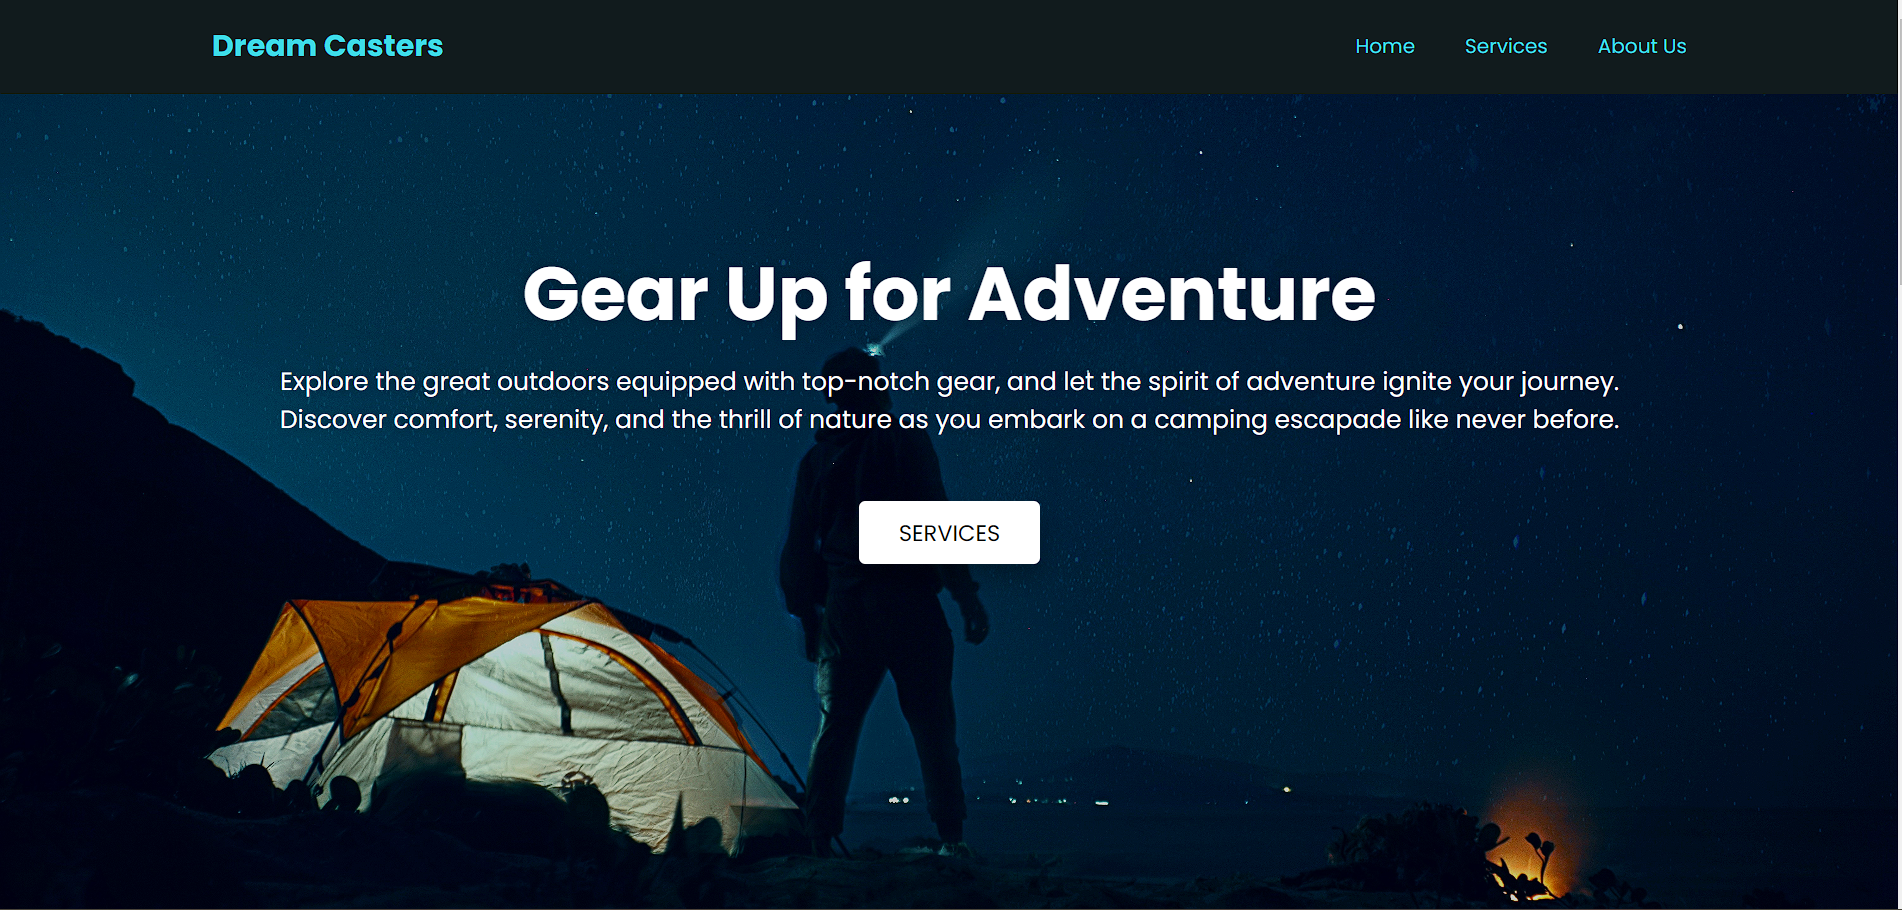 Dream Casters
Home Services About Us
Gear Up for Adventure
Explore the great outdoors equipped with top-notch gear, and let the spirit of adventure ignite your journey.
Discover comfort, serenity, and the thrill of nature as you embark on a camping escapade like never before.
SERVICES